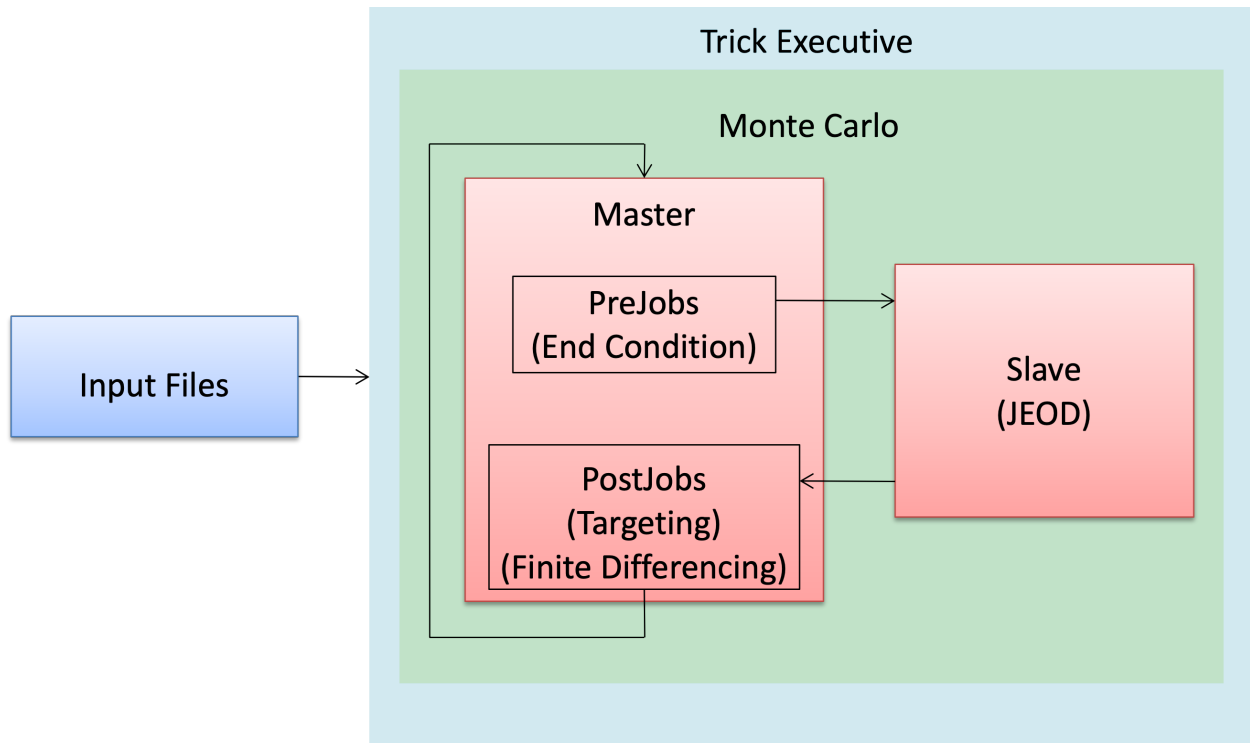 Trick Executive
Monte Carlo
Master
PreJobs
(End Condition)
Input Files
Slave
(JEOD)
PostJobs
(Targeting)
(Finite Differencing)